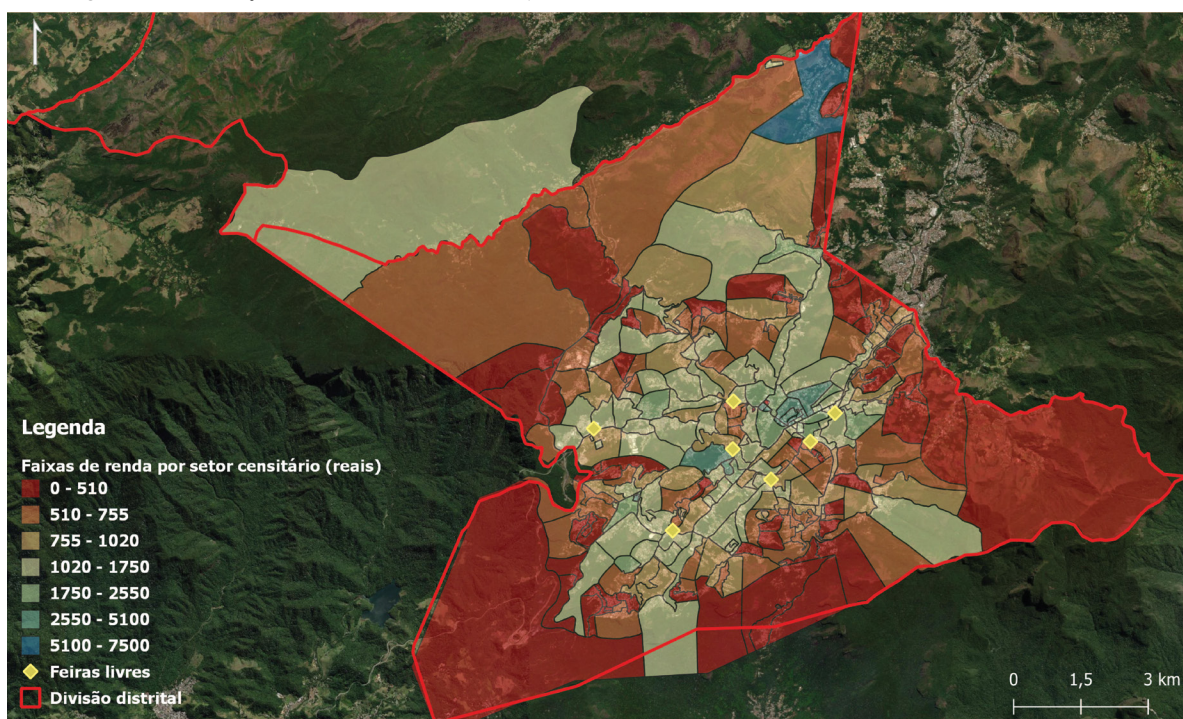 Legenda
Faixas de renda por setor censitário (reais)
0 - 510
510 - 755
755 - 1020
1020 - 1750
1750 - 2550
2550 - 5100
5100 - 7500
Feiras livres
Divisão distrital
0 1,5 3 km